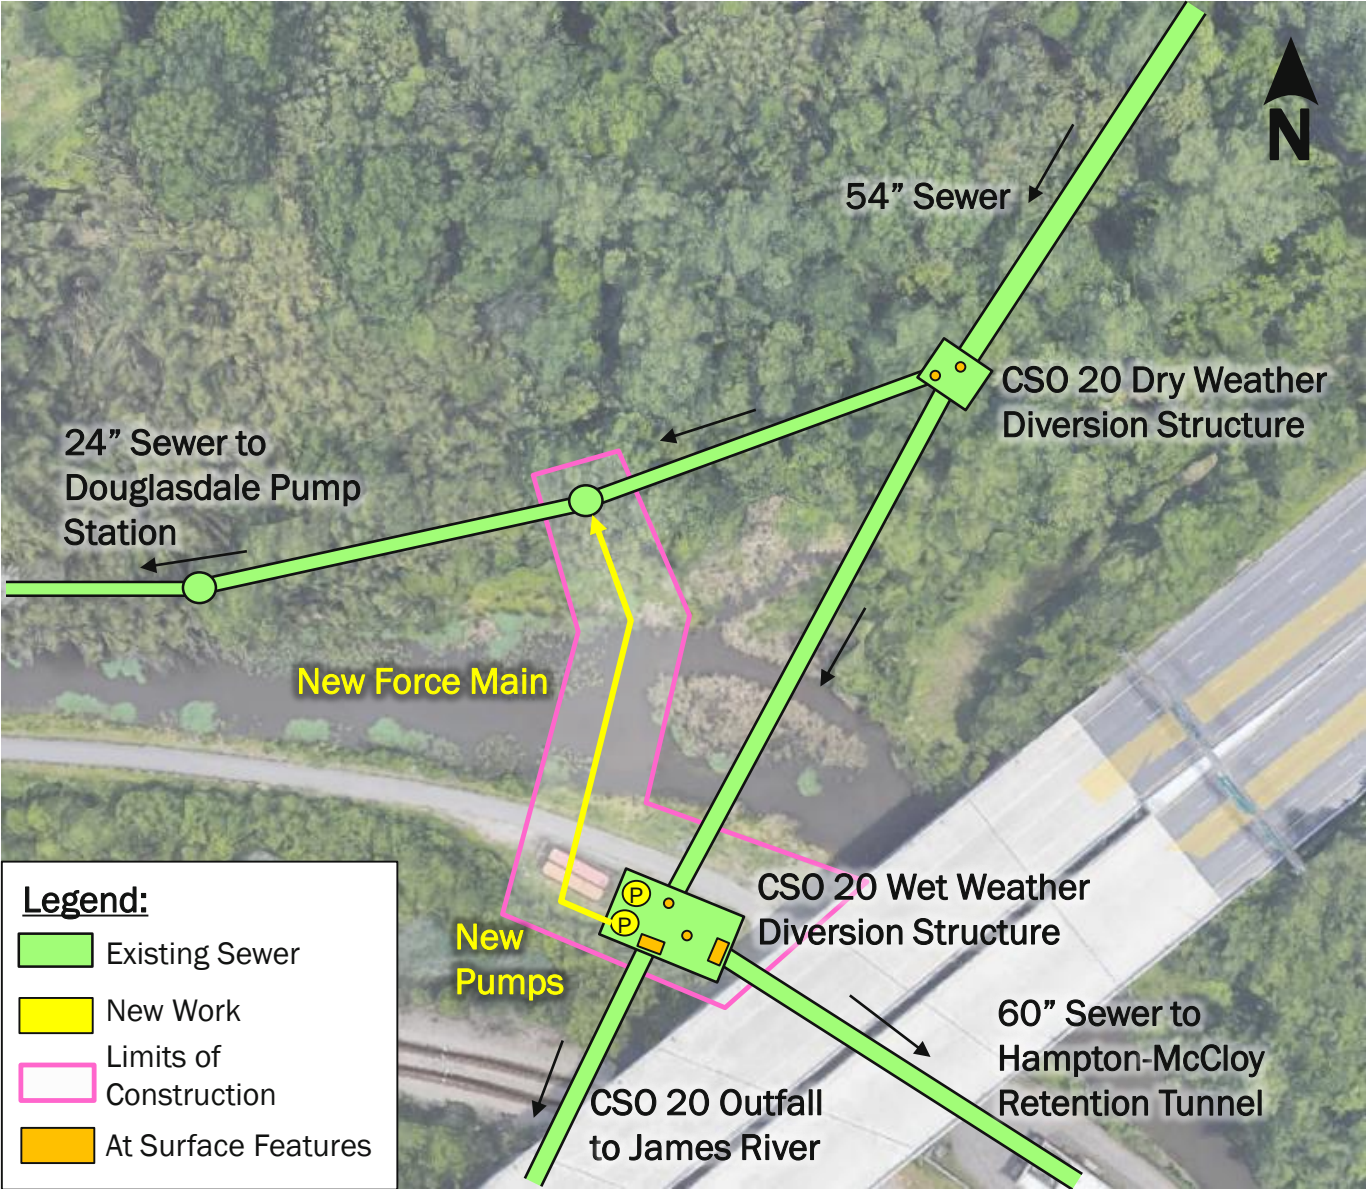 N
54” Sewer
CSO 20 Dry Weather
Diversion Structure
24” Sewer to
Douglasdale Pump
Station
New Force Main
CSO 20 Wet Weather
Diversion Structure
P
P
New
Pumps
60” Sewer to
Hampton-McCloy
Retention Tunnel
CSO 20 Outfall
to James River
Legend:
Existing Sewer
New Work
Limits of
Construction
At Surface Features